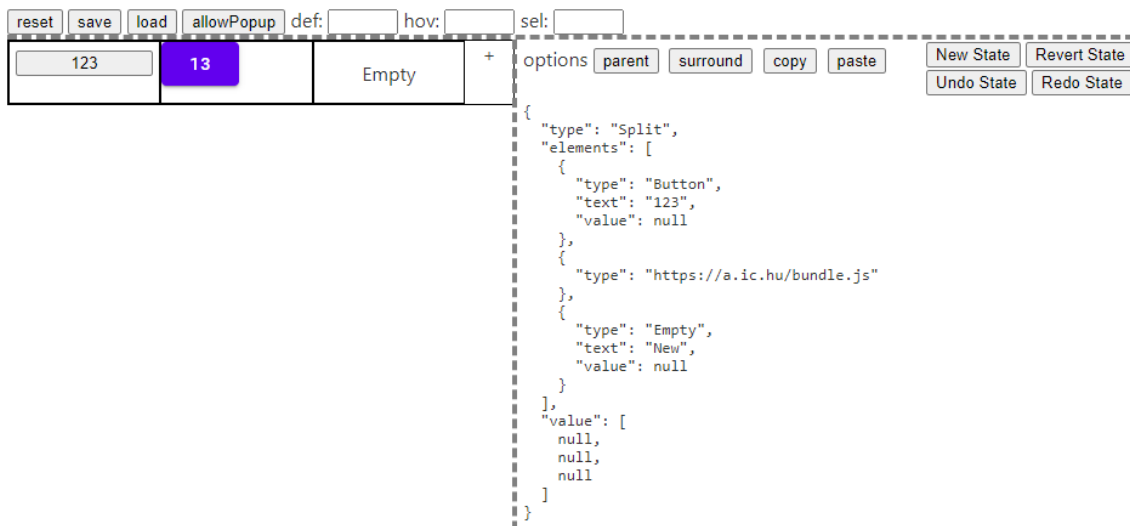 reset save load allowPopup def: hov: sel:
123 13 Empty +
options parent surround copy paste New State Revert State
Undo State Redo State
{
  "type": "Split",
  "elements": [
    {
      "type": "Button",
      "text": "123",
      "value": null
    },
    {
      "type": "https://a.ic.hu/bundle.js"
    },
    {
      "type": "Empty",
      "text": "New",
      "value": null
    }
  ],
  "value": [
    null,
    null,
    null
  ]
}